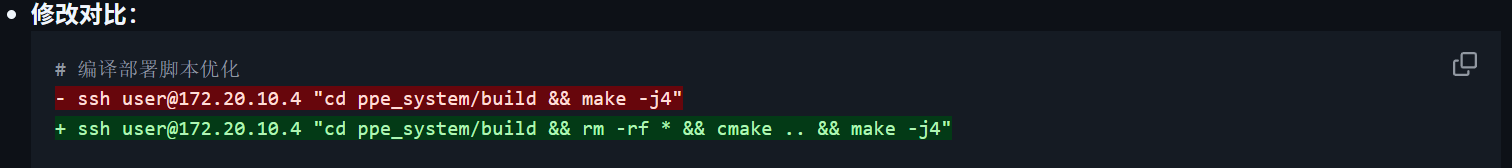 • 修改对比：
# 编译部署脚本优化
- ssh user@172.20.10.4 "cd ppe_system/build && make -j4"
+ ssh user@172.20.10.4 "cd ppe_system/build && rm -rf * && cmake .. && make -j4"